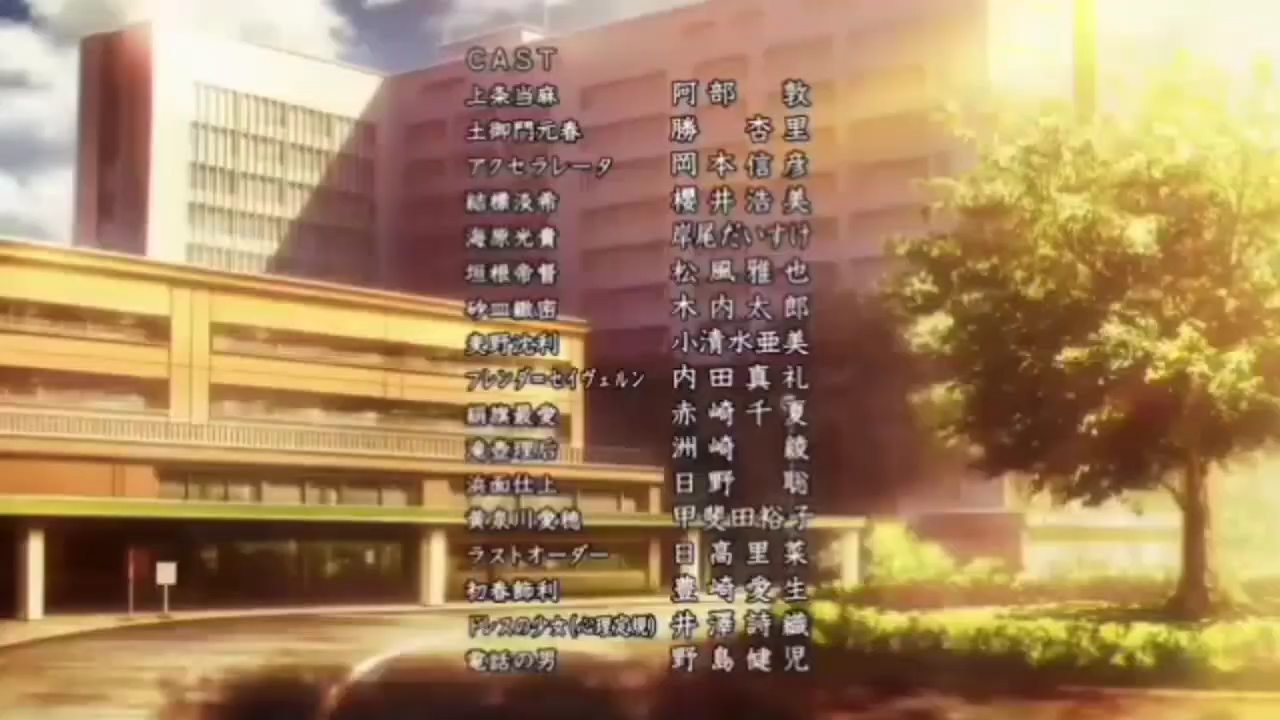 CAST
上条当麻 阿部 敦
土御門元春 勝 杏里
アクセラレータ 岡本信彦
結標淡希 櫻井浩美
海原光貴 岸尾だいすけ
垣根帝督 松風雅也
砂皿緻密 木内太郎
麦野沈利 小清水亜美
フレンダ=セイヴェルン 内田真礼
絹旗最愛 赤崎千夏
滝壺理后 洲崎 綾
浜面仕上 日野 聡
黄泉川愛穂 甲斐田裕子
ラストオーダー 日高里菜
初春飾利 豊崎愛生
ドレスの少女(心理定規) 井澤詩織
電話の男 野島健児